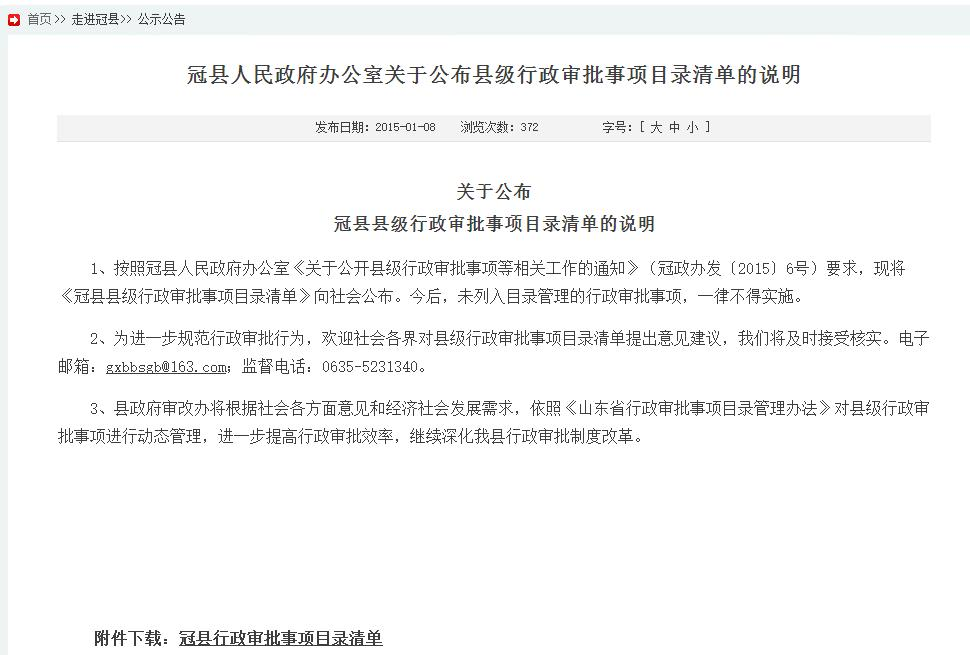 首页>> 走进冠县>> 公示公告
冠县人民政府办公室关于公布县级行政审批事项目录清单的说明
发布日期：2015-01-08 浏览次数：372 字号：[ 大 中 小 ]
关于公布
冠县县级行政审批事项目录清单的说明
1、按照冠县人民政府办公室《关于公开县级行政审批事项等相关工作的通知》（冠政办发〔2015〕6号）要求，现将
《冠县县级行政审批事项目录清单》向社会公布。今后，未列入目录管理的行政审批事项，一律不得实施。
2、为进一步规范行政审批行为，欢迎社会各界对县级行政审批事项目录清单提出意见建议，我们将及时接受核实。电子
邮箱：gxbbsgb@163.com；监督电话：0635-5231340。
3、县政府审改办将根据社会各方面意见和经济社会发展需求，依照《山东省行政审批事项目录管理办法》对县级行政审
批事项进行动态管理，进一步提高行政审批效率，继续深化我县行政审批制度改革。
附件下载：冠县行政审批事项目录清单